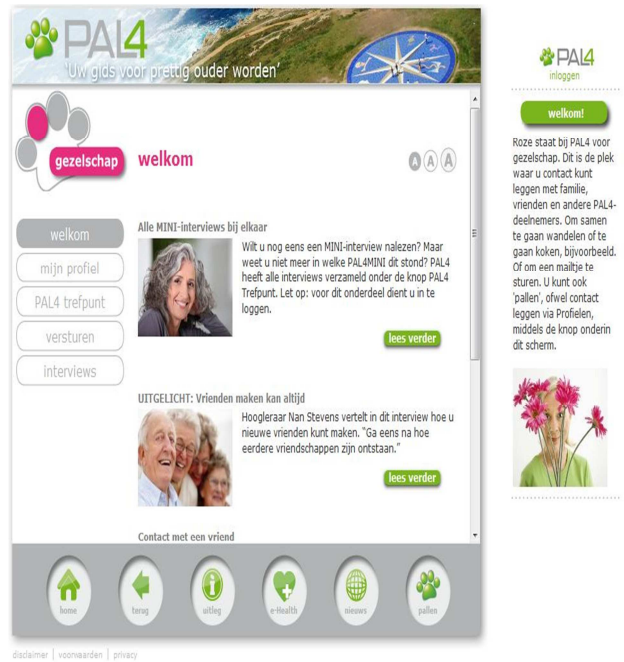 PAL4
'Uw gids voor prettig ouder worden'
gezelschap
welkom
A A A
welkom
mijn profiel
PAL4 trefpunt
versturen
interviews
Alle MINI-interviews bij elkaar
Wilt u nog eens een MINI-interview nalezen? Maar
weet u niet meer in welke PAL4MINI dit stond? PAL4
heeft alle interviews verzameld onder de knop PAL4
Trefpunt. Let op: voor dit onderdeel dient u in te
loggen.
lees verder
UITGELICHT: Vrienden maken kan altijd
Hoogleraar Nan Stevens vertelt in dit interview hoe u
nieuwe vrienden kunt maken. "Ga eens na hoe
eerdere vriendschappen zijn ontstaan."
lees verder
Contact met een vriend
home
terug
uitleg
e-Health
nieuws
pallen
disclaimer | voorwaarden | privacy
PAL4
inloggen
welkom!
Roze staat bij PAL4 voor
gezelschap. Dit is de plek
waar u contact kunt
leggen met familie,
vrienden en andere PAL4-
deelnemers. Om samen
te gaan wandelen of te
gaan koken, bijvoorbeeld.
Of om een mailtje te
sturen. U kunt ook
'pallen', ofwel contact
leggen via Profielen,
middels de knop onderin
dit scherm.